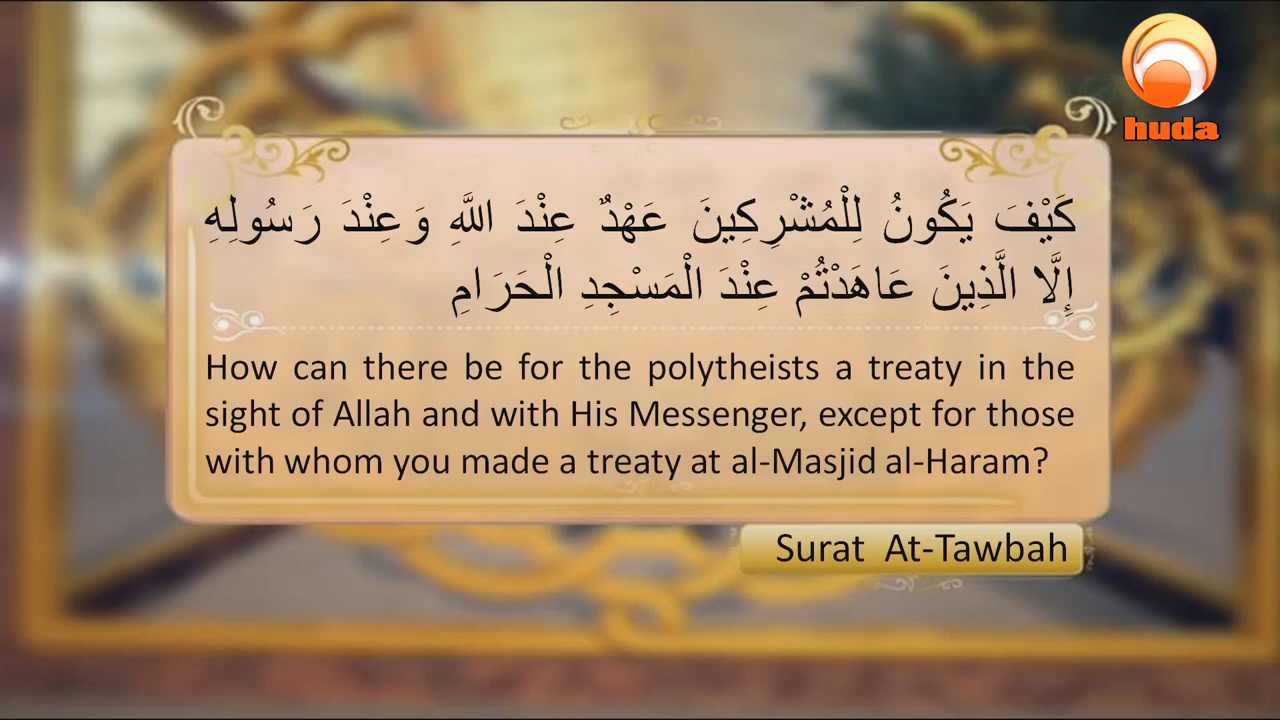 huda
كَيْفَ يَكُونُ لِلْمُشْرِكِينَ عَهْدٌ عِنْدَ اللَّهِ وَعِنْدَ رَسُولِهِ
إِلَّا الَّذِينَ عَاهَدْتُمْ عِنْدَ الْمَسْجِدِ الْحَرَامِ
How can there be for the polytheists a treaty in the
sight of Allah and with His Messenger, except for those
with whom you made a treaty at al-Masjid al-Haram?
Surat At-Tawbah